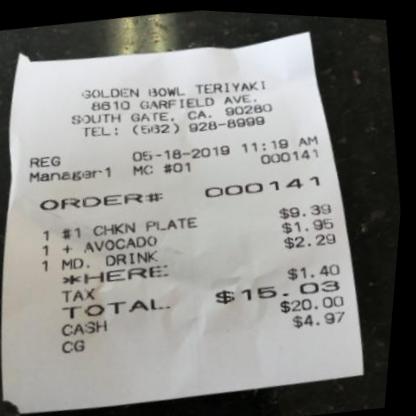 GOLDEN BOWL TERIYAKI
8610 GARFIELD AVE.
SOUTH GATE, CA. 90280
TEL: (562) 928-8999
REG 05-18-2019 11:19 AM
Manager1 MC #01 000141
ORDER# 000141
1 #1 CHKN PLATE $9.39
1 + AVOCADO $1.95
1 MD. DRINK $2.29
*HERE
TAX $1.40
TOTAL $15.03
CASH $20.00
CG $4.97